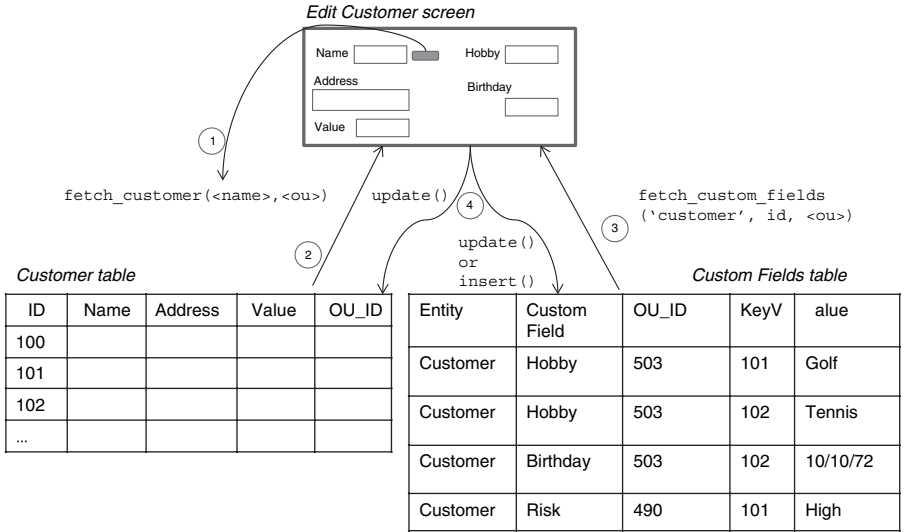 Edit Customer screen
Name
Hobby
Address
Birthday
Value
1
fetch_customer(<name>,<ou>)
update()
4
fetch_custom_fields
(‘customer’, id, <ou>)
3
2
update()
or
insert()
Customer table
ID Name Address Value OU_ID
100
101
102
...
Custom Fields table
Entity Custom Field OU_ID KeyV alue
Customer Hobby 503 101 Golf
Customer Hobby 503 102 Tennis
Customer Birthday 503 102 10/10/72
Customer Risk 490 101 High